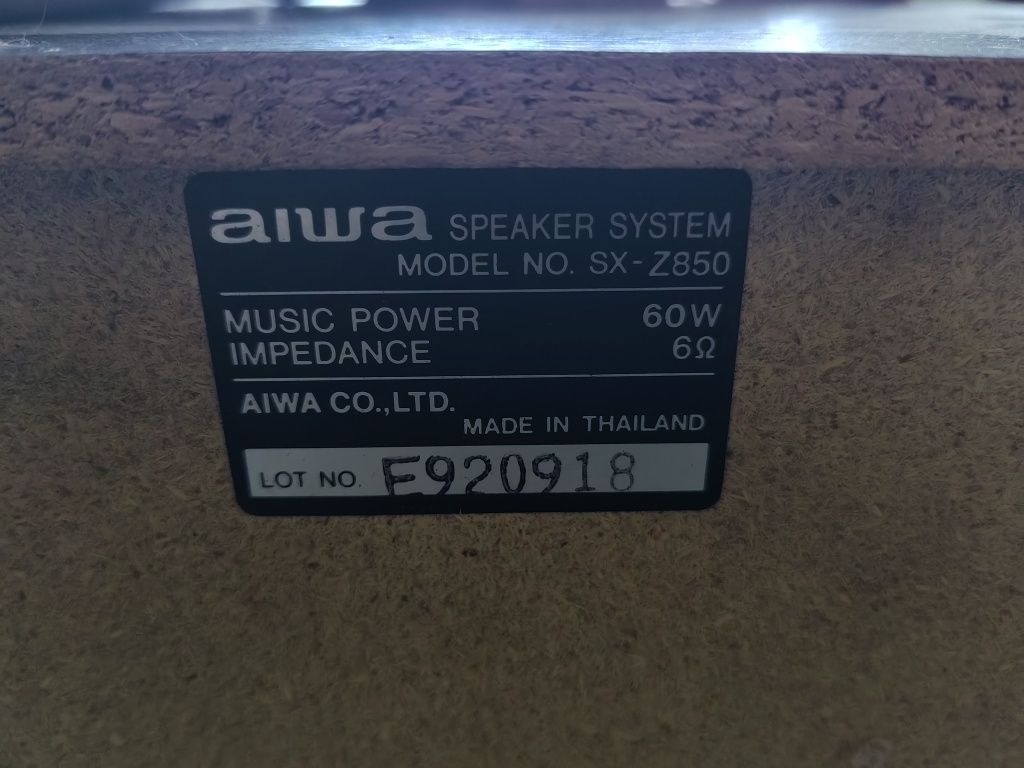 aiwa SPEAKER SYSTEM
MODEL NO. SX-Z850
MUSIC POWER 60W
IMPEDANCE 6Ω
AIWA CO.,LTD.
MADE IN THAILAND
LOT NO. E920918